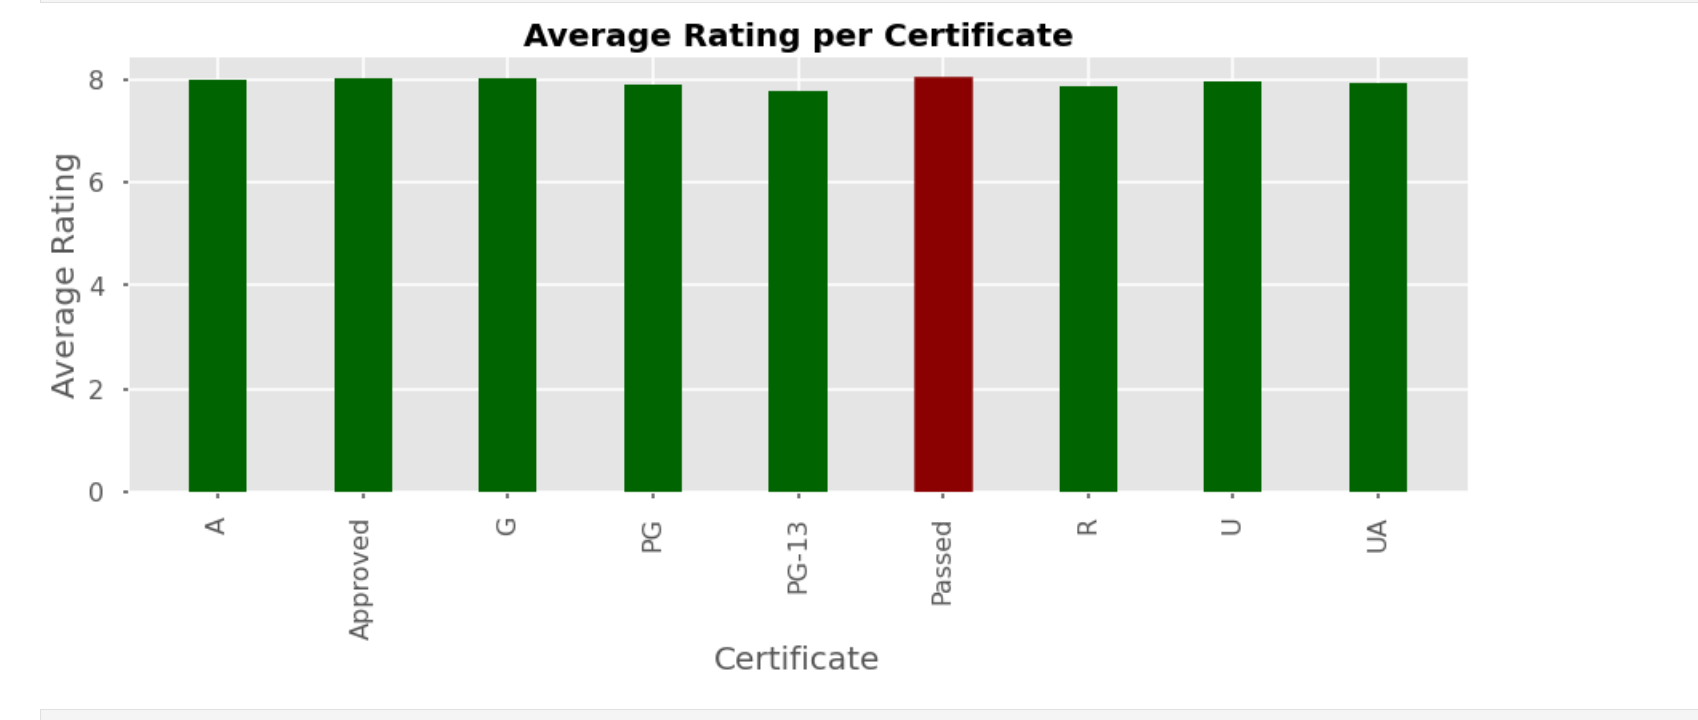 Average Rating per Certificate
8
6
4
2
0
Average Rating
A
Approved
G
PG
PG-13
Passed
R
U
UA
Certificate